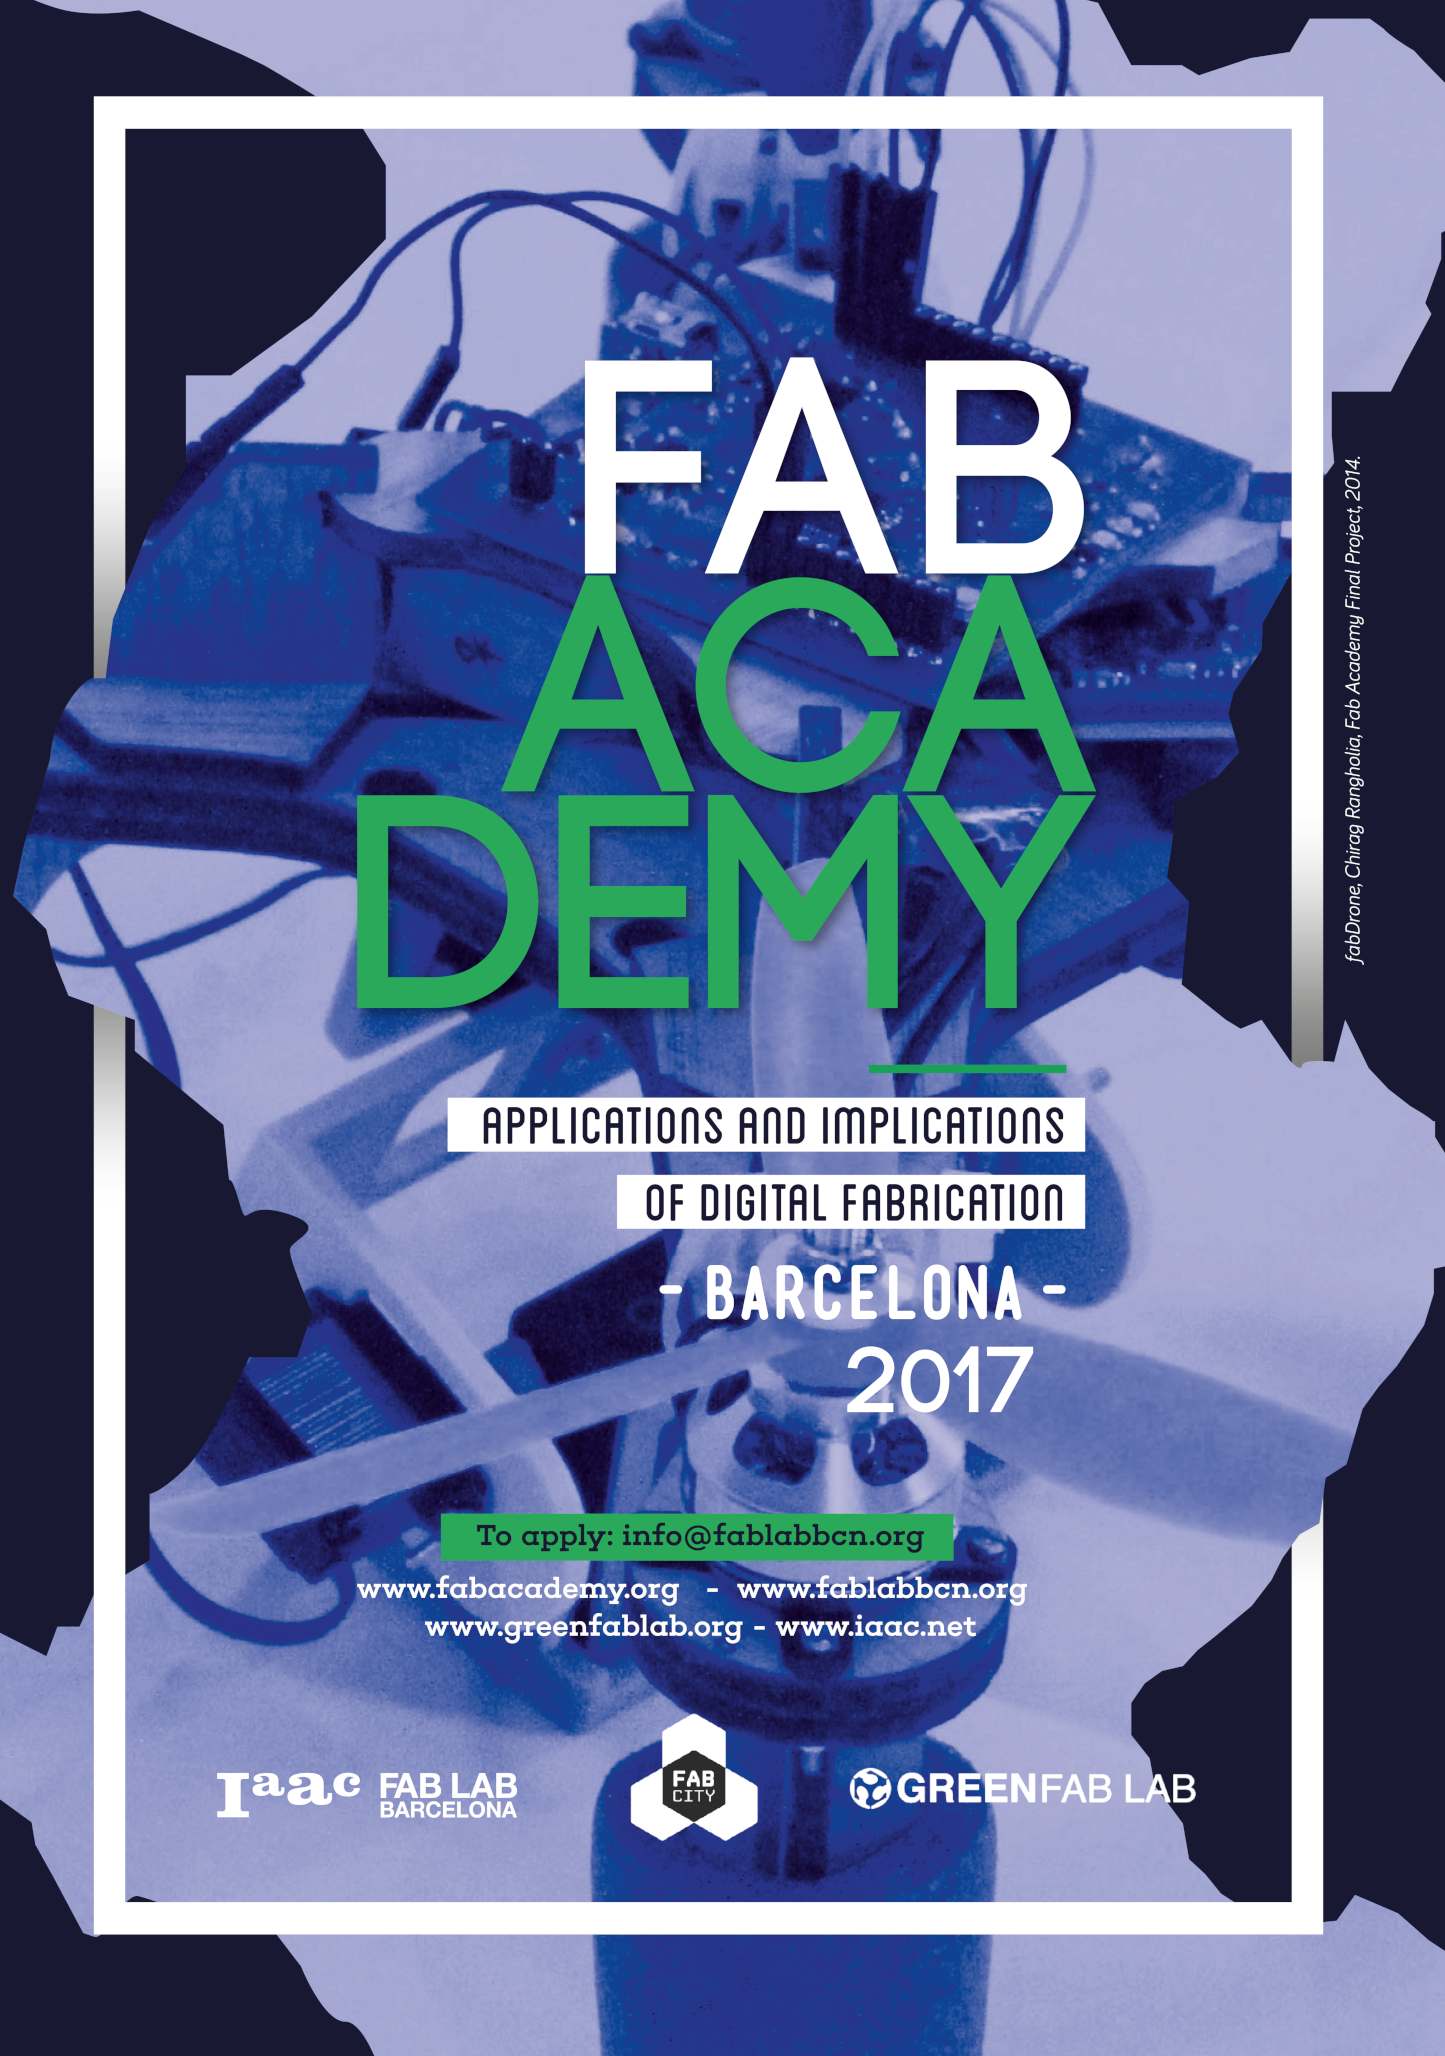 FAB
ACA
DEMY
APPLICATIONS AND IMPLICATIONS
OF DIGITAL FABRICATION
- BARCELONA -
2017
To apply: info@fablabbcn.org
www.fabacademy.org - www.fablabbcn.org
www.greenfablab.org - www.iaac.net
Iaac FAB LAB
BARCELONA
FAB
CITY
GREENFAB LAB
fabDrone, Chirag Rangholia, Fab Academy Final Project, 2014.